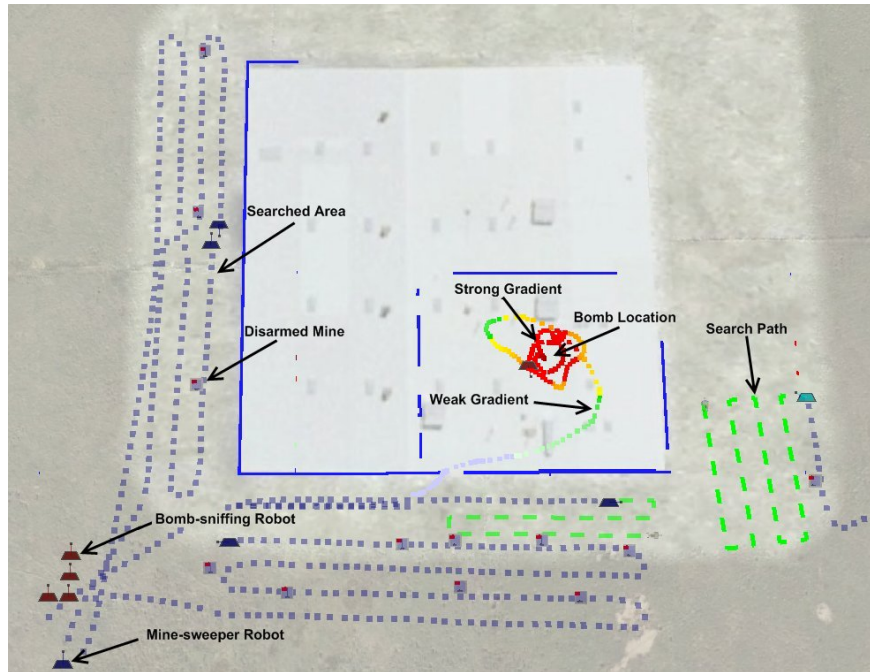 Searched Area
Strong Gradient
Bomb Location
Disarmed Mine
Search Path
Weak Gradient
Bomb-sniffing Robot
Mine-sweeper Robot